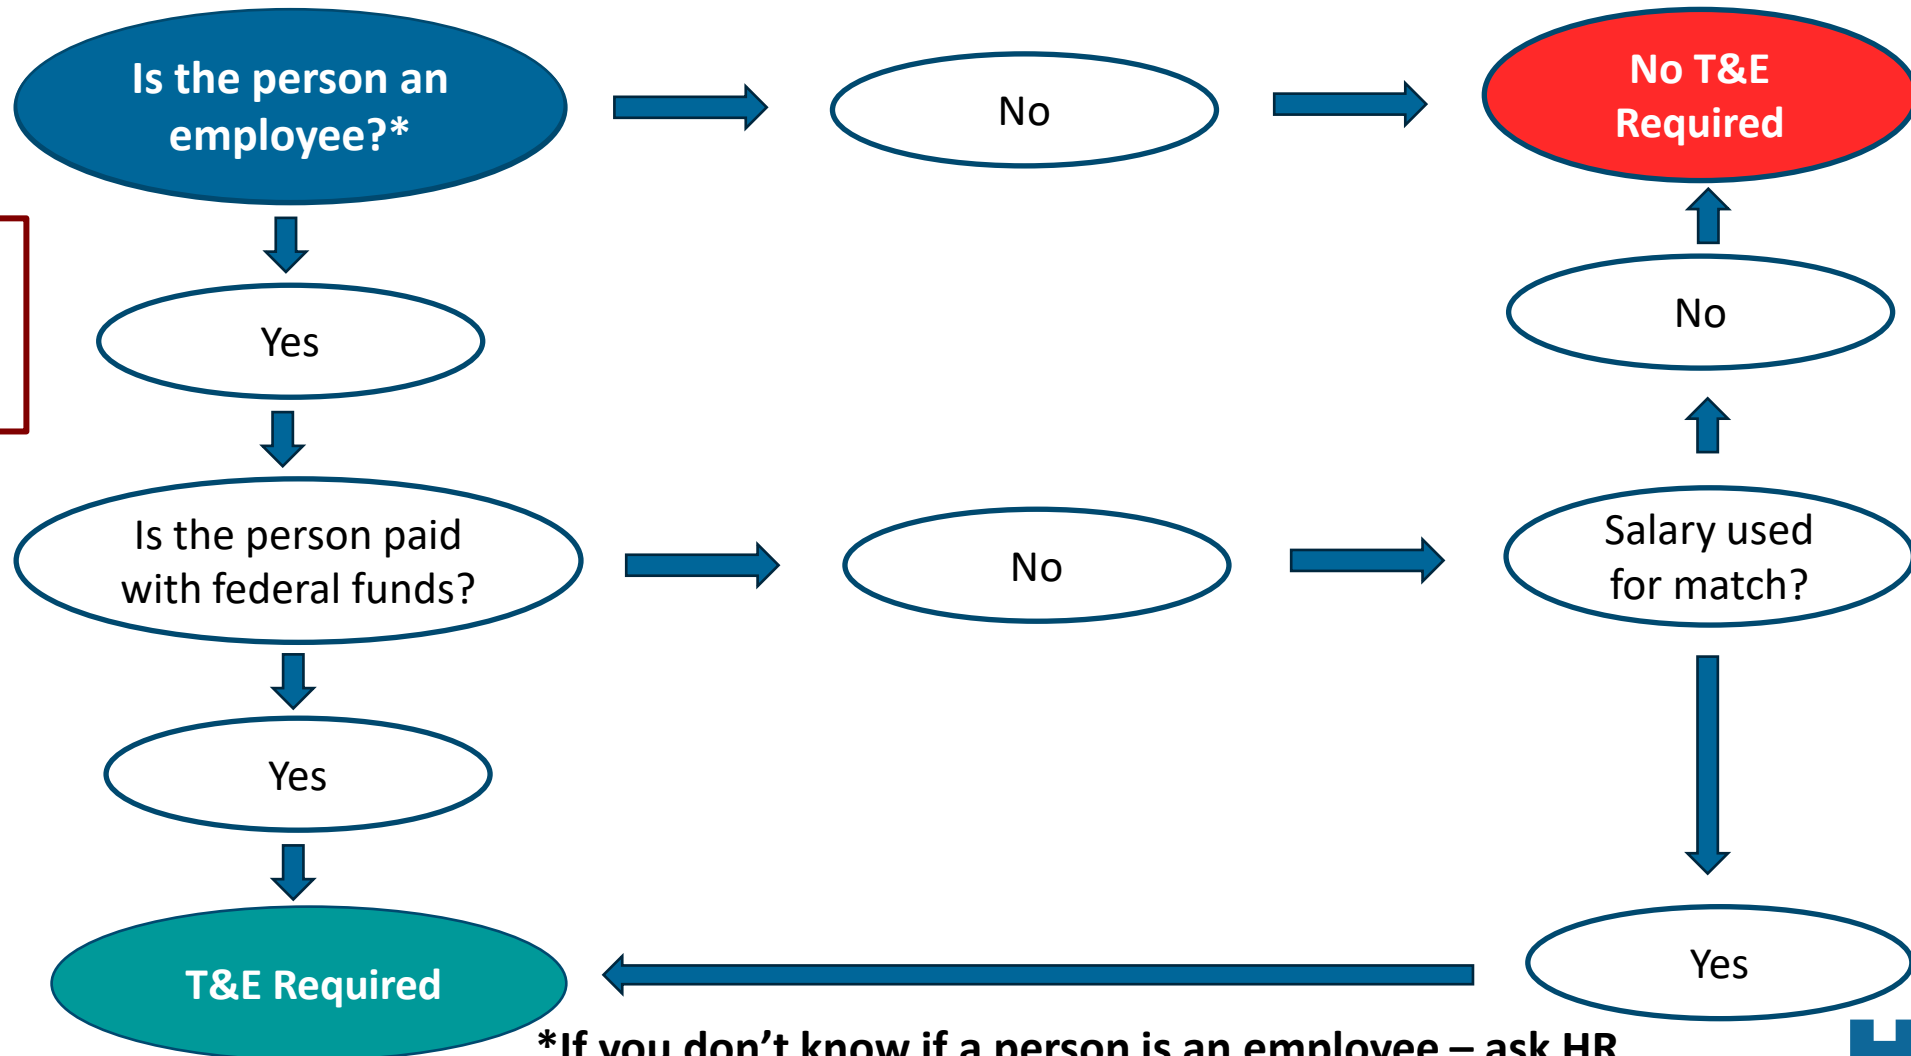 Is the person an
employee?*
No
No T&E
Required
Yes
No
Is the person paid
with federal funds?
No
Salary used
for match?
Yes
Yes
T&E Required
*If you don't know if a person is an employee – ask HR